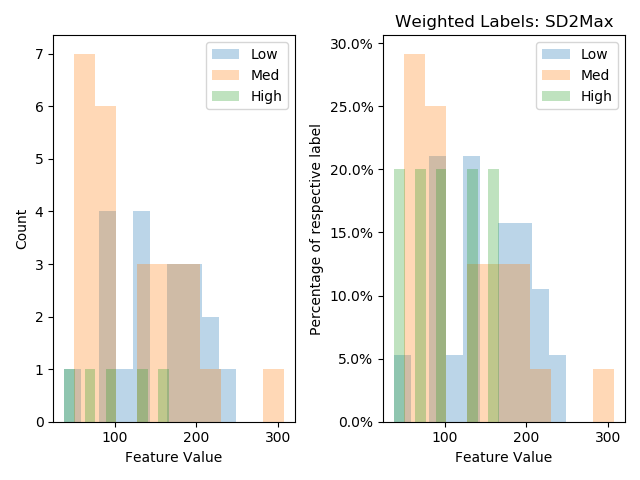 Weighted Labels: SD2Max
Count
7
6
5
4
3
2
1
0
Low
Med
High
100
200
300
Feature Value
Percentage of respective label
30.0%
25.0%
20.0%
15.0%
10.0%
5.0%
0.0%
Low
Med
High
100
200
300
Feature Value